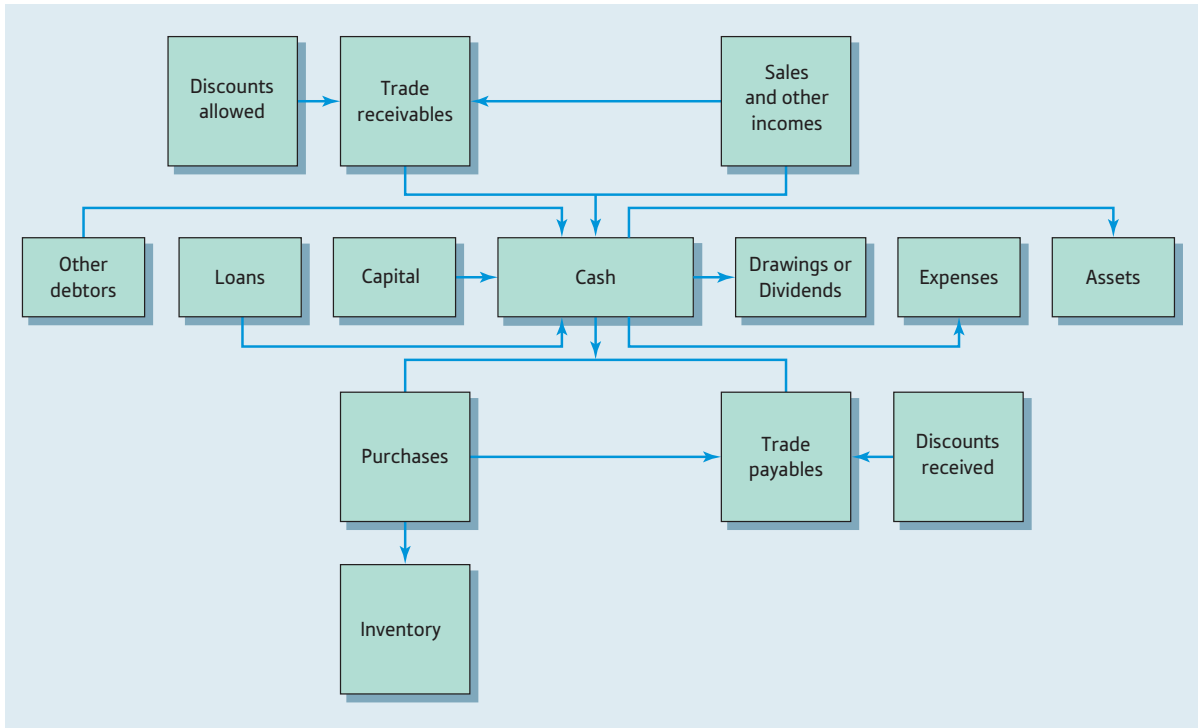 Discounts
allowed
Trade
receivables
Sales
and other
incomes
Other
debtors
Loans
Capital
Cash
Drawings or
Dividends
Expenses
Assets
Purchases
Trade
payables
Discounts
received
Inventory